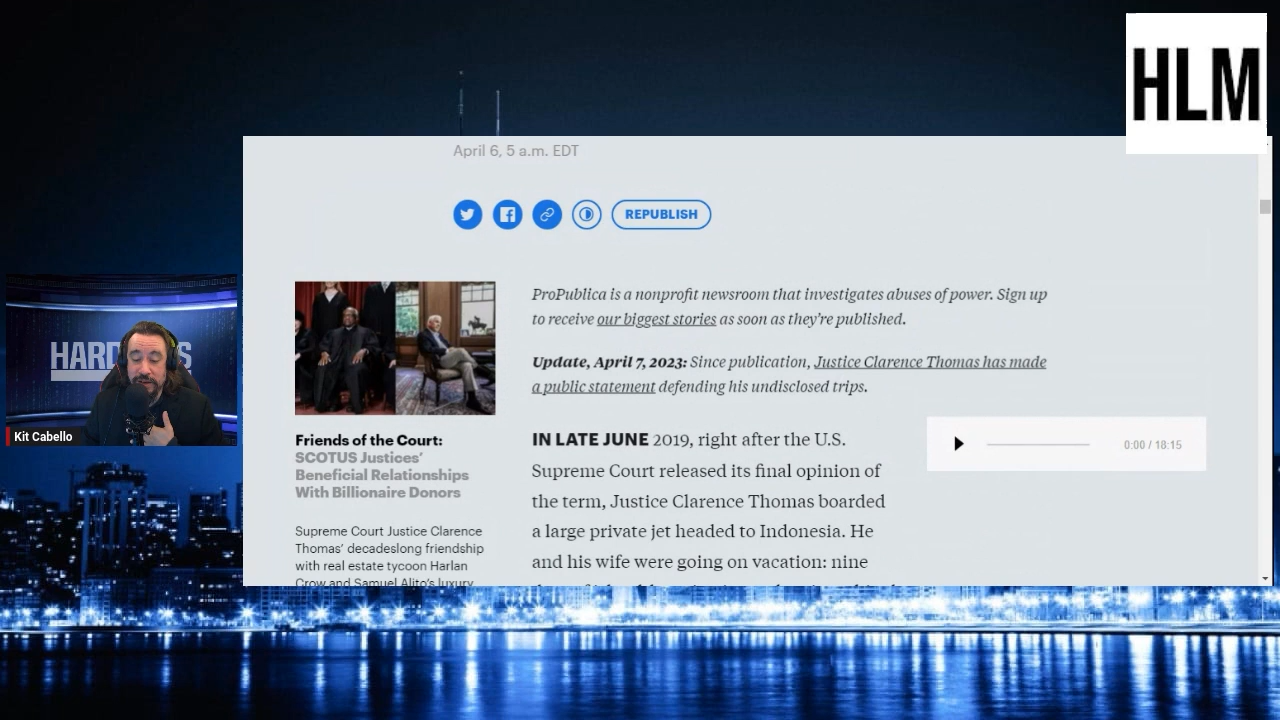 HLM
April 6, 5 a.m. EDT
REPUBLISH
ProPublica is a nonprofit newsroom that investigates abuses of power. Sign up
to receive our biggest stories as soon as they're published.
Update, April 7, 2023: Since publication, Justice Clarence Thomas has made
a public statement defending his undisclosed trips.
Friends of the Court:
SCOTUS Justices'
Beneficial Relationships
With Billionaire Donors
Supreme Court Justice Clarence
Thomas' decadeslong friendship
with real estate tycoon Harlan
Crow and Samuel Alito's luxury
IN LATE JUNE 2019, right after the U.S.
Supreme Court released its final opinion of
the term, Justice Clarence Thomas boarded
a large private jet headed to Indonesia. He
and his wife were going on vacation: nine
0:00 / 18:15
Kit Cabello